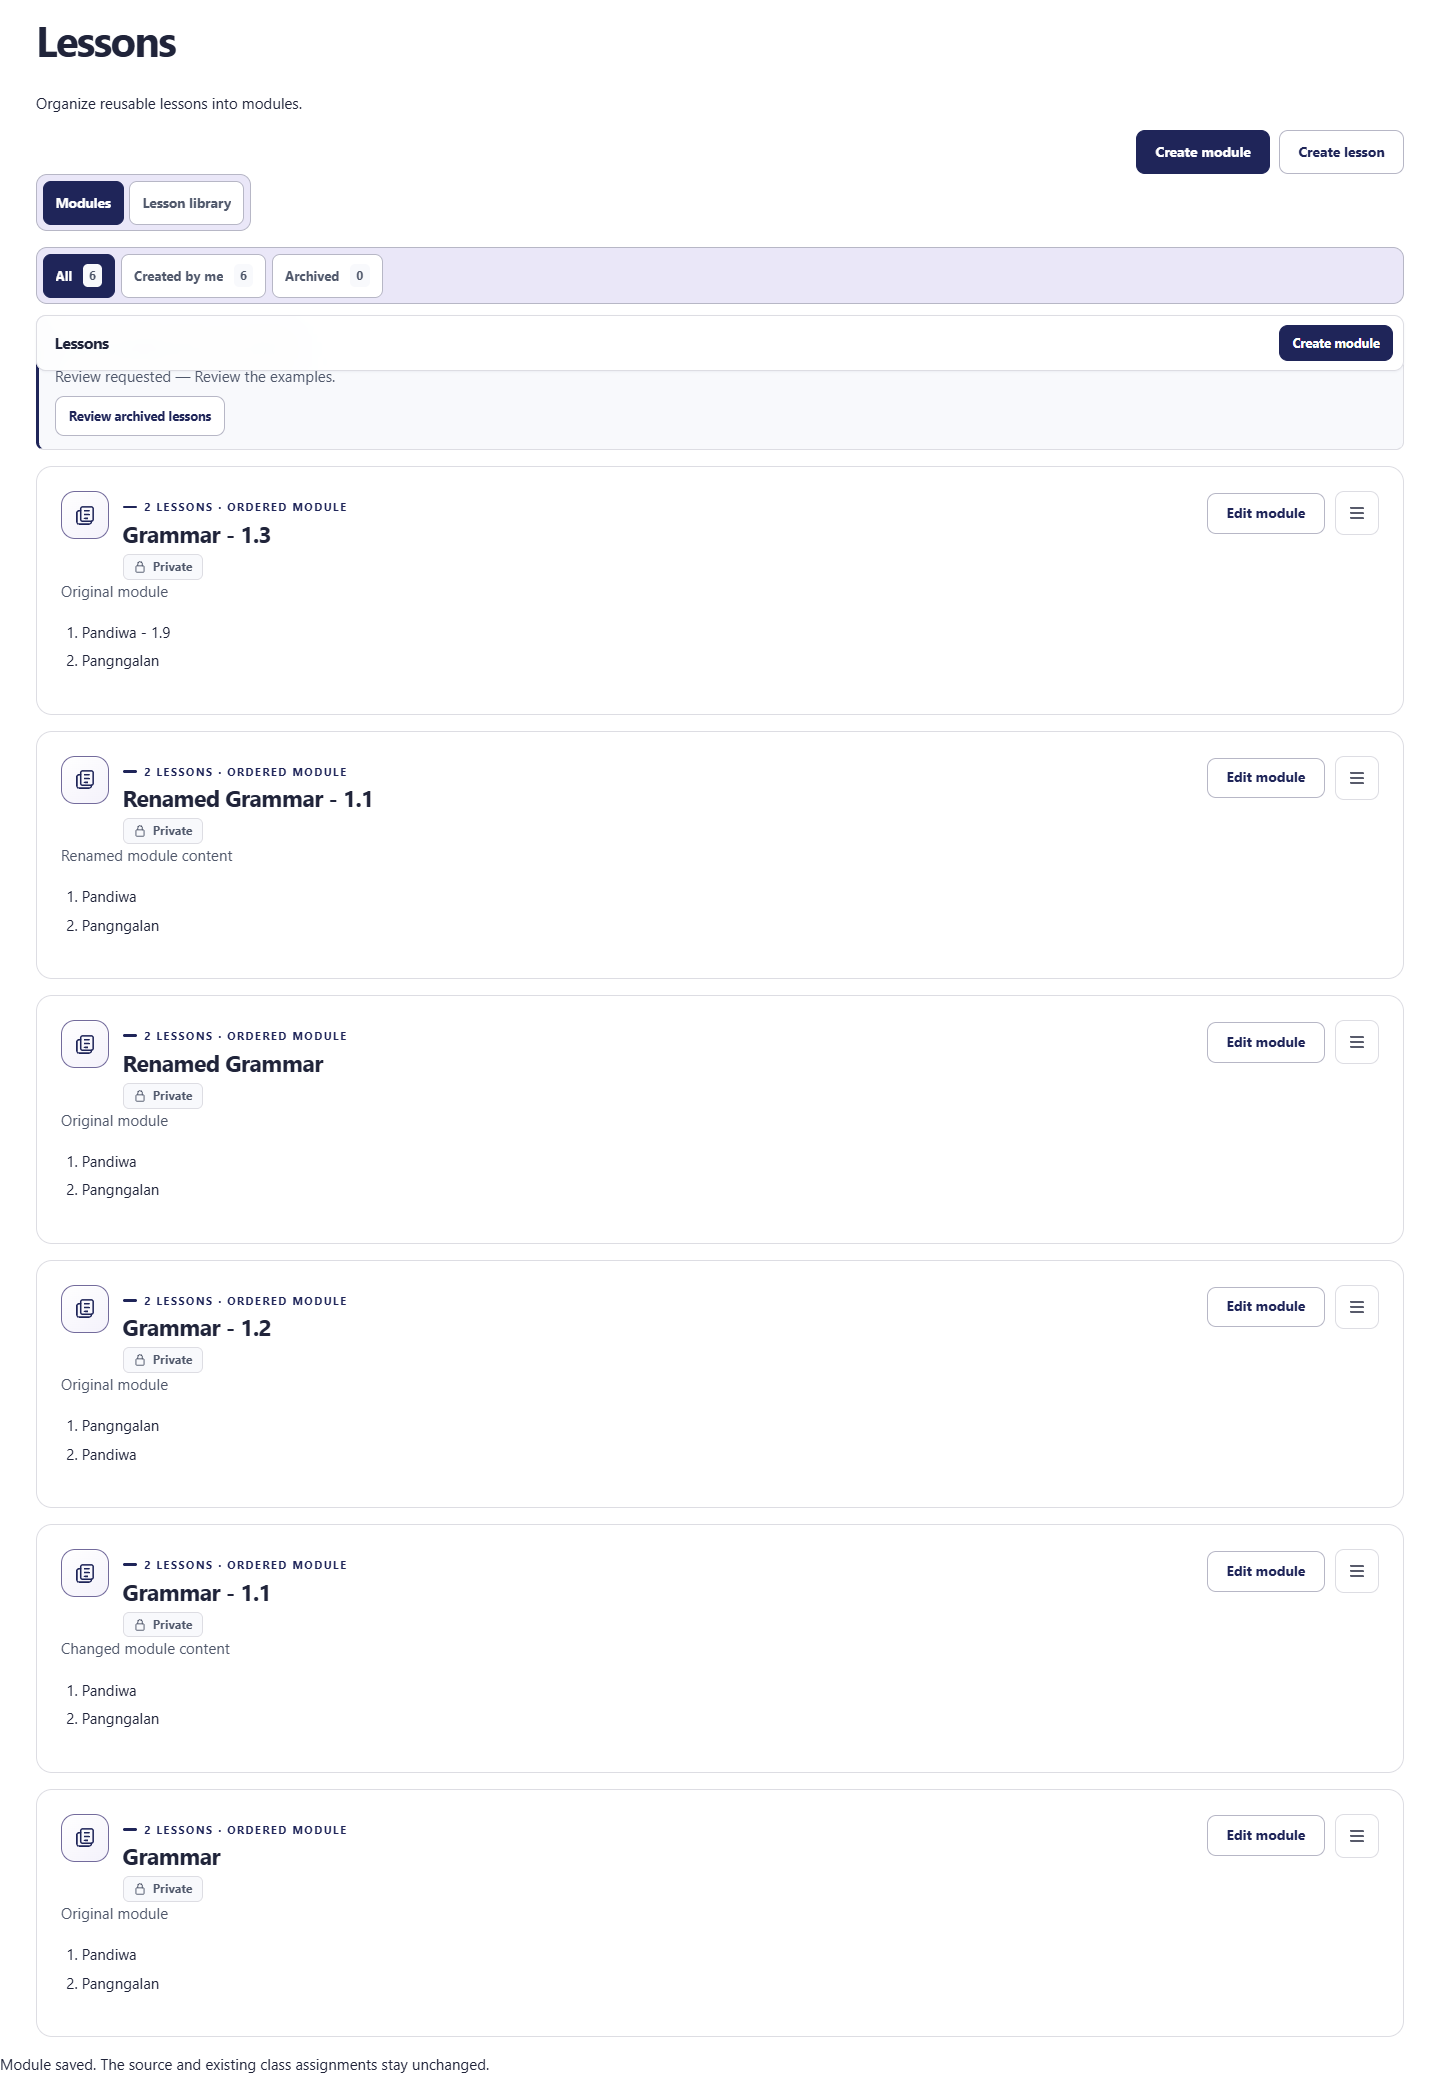 Lessons
Organize reusable lessons into modules.
Create module Create lesson
Modules Lesson library
All 6 Created by me 6 Archived 0
Lessons Create module
Review requested — Review the examples.
Review archived lessons
2 LESSONS · ORDERED MODULE
Edit module
Grammar - 1.3
Private
Original module
1. Pandiwa - 1.9
2. Pangngalan
2 LESSONS · ORDERED MODULE
Edit module
Renamed Grammar - 1.1
Private
Renamed module content
1. Pandiwa
2. Pangngalan
2 LESSONS · ORDERED MODULE
Edit module
Renamed Grammar
Private
Original module
1. Pandiwa
2. Pangngalan
2 LESSONS · ORDERED MODULE
Edit module
Grammar - 1.2
Private
Original module
1. Pangngalan
2. Pandiwa
2 LESSONS · ORDERED MODULE
Edit module
Grammar - 1.1
Private
Changed module content
1. Pandiwa
2. Pangngalan
2 LESSONS · ORDERED MODULE
Edit module
Grammar
Private
Original module
1. Pandiwa
2. Pangngalan
Module saved. The source and existing class assignments stay unchanged.